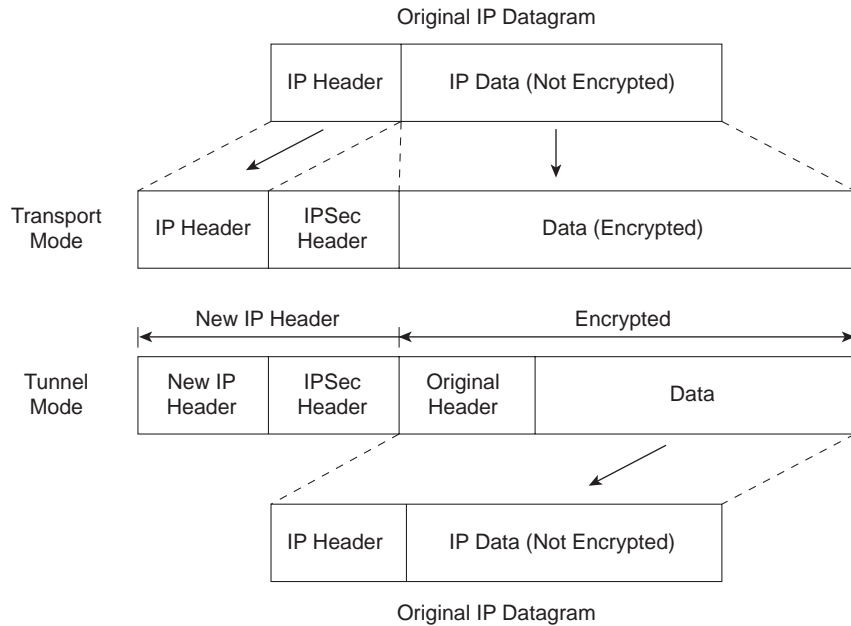 Original IP Datagram
IP Header
IP Data (Not Encrypted)
Transport
Mode
IP Header
IPSec
Header
Data (Encrypted)
New IP Header
Encrypted
Tunnel
Mode
New IP
Header
IPSec
Header
Original
Header
Data
IP Header
IP Data (Not Encrypted)
Original IP Datagram